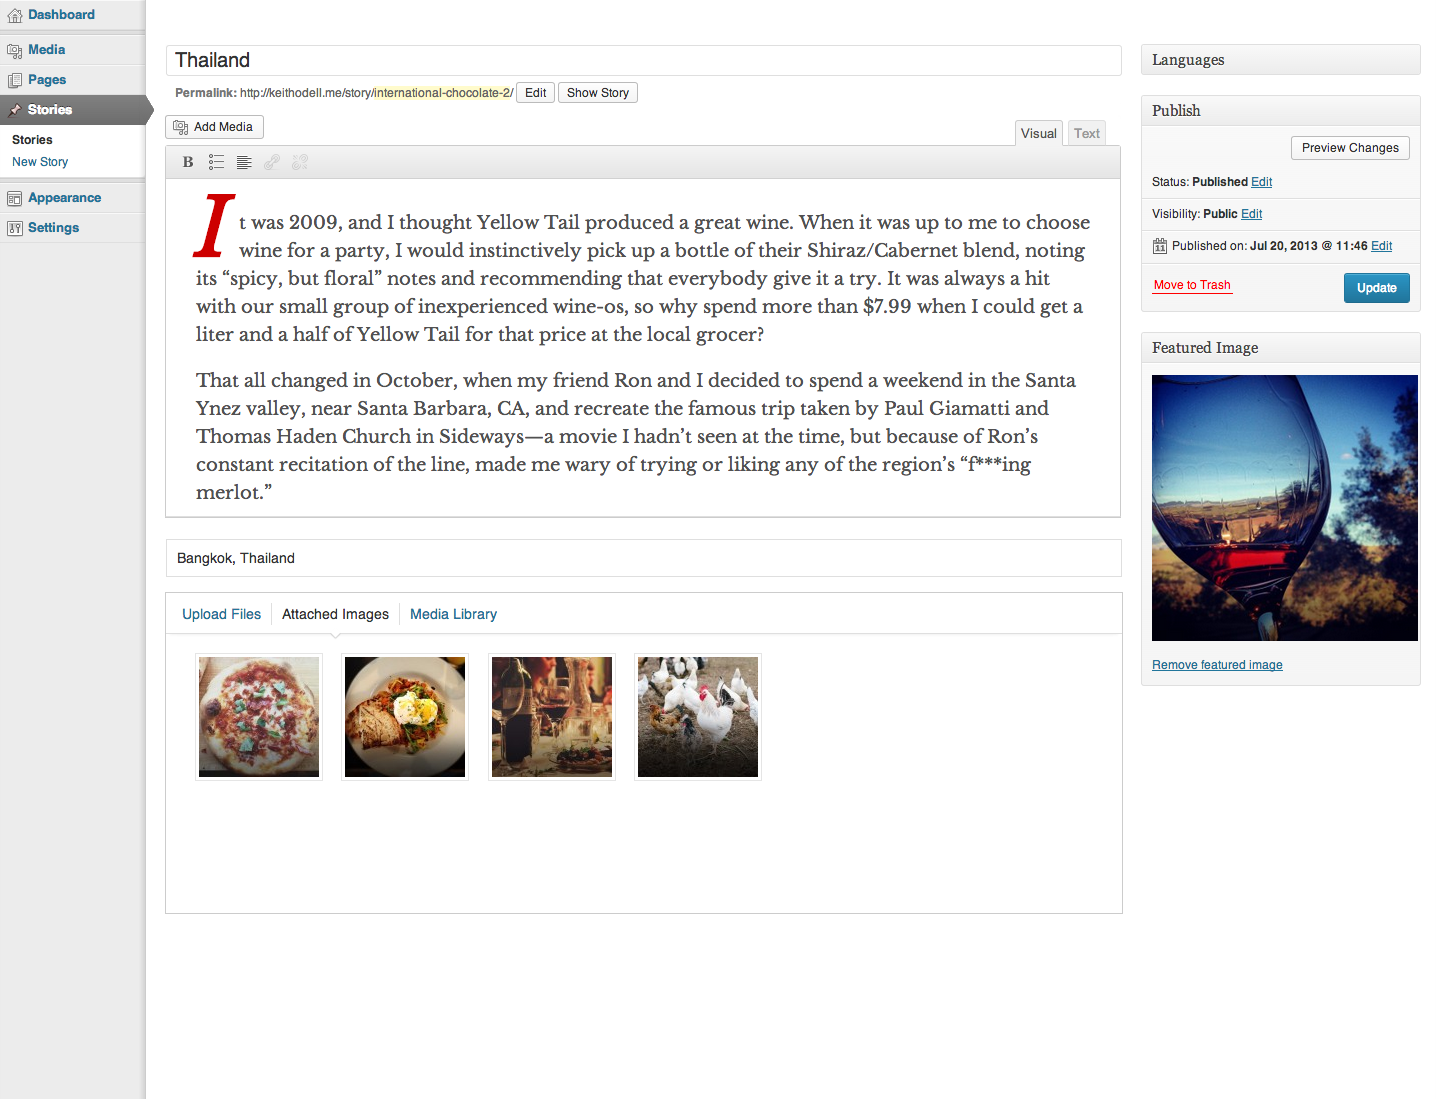 Dashboard
Media
Pages
Stories
Stories
New Story
Appearance
Settings
Thailand
Permalink: http://keithodell.me/story/international-chocolate-2/ Edit Show Story
Add Media
Visual Text
B
It was 2009, and I thought Yellow Tail produced a great wine. When it was up to me to choose
wine for a party, I would instinctively pick up a bottle of their Shiraz/Cabernet blend, noting
its “spicy, but floral” notes and recommending that everybody give it a try. It was always a hit
with our small group of inexperienced wine-os, so why spend more than $7.99 when I could get a
liter and a half of Yellow Tail for that price at the local grocer?
That all changed in October, when my friend Ron and I decided to spend a weekend in the Santa
Ynez valley, near Santa Barbara, CA, and recreate the famous trip taken by Paul Giamatti and
Thomas Haden Church in Sideways—a movie I hadn’t seen at the time, but because of Ron’s
constant recitation of the line, made me wary of trying or liking any of the region’s “f***ing
merlot.”
Bangkok, Thailand
Upload Files Attached Images Media Library
Languages
Publish
Preview Changes
Status: Published Edit
Visibility: Public Edit
11 Published on: Jul 20, 2013 @ 11:46 Edit
Move to Trash Update
Featured Image
Remove featured image